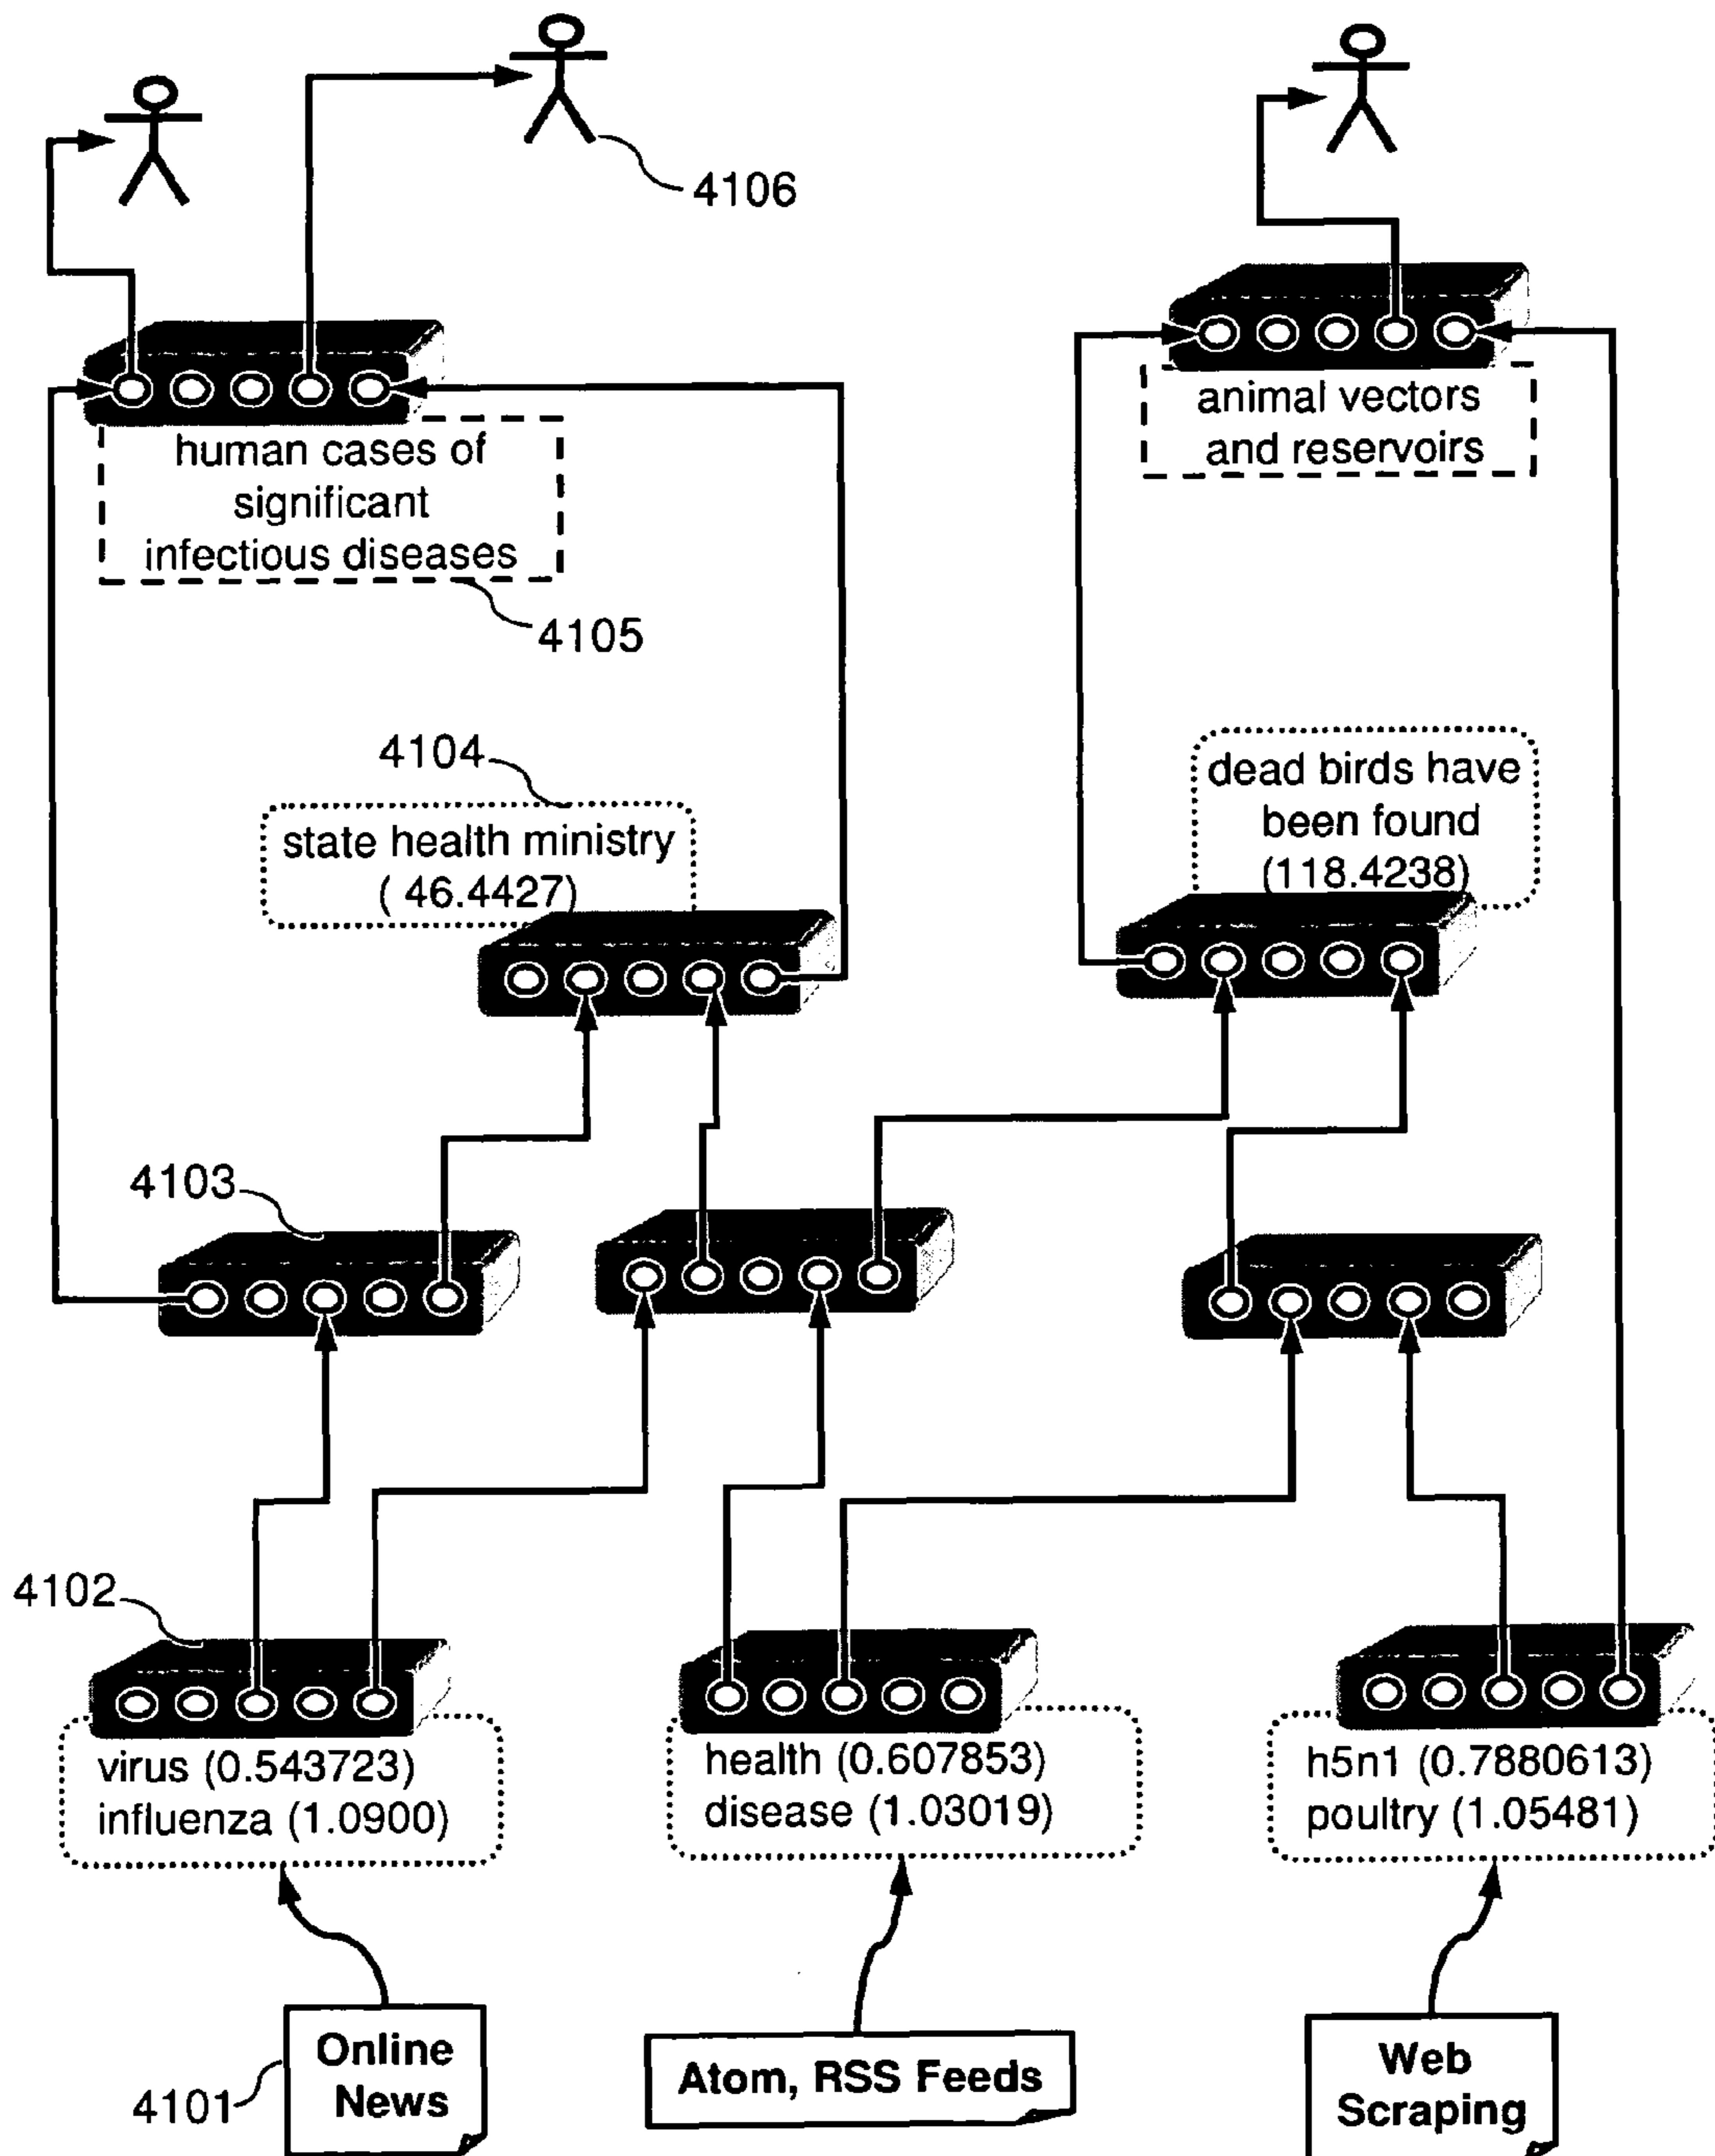 4106
human cases of
significant
infectious diseases
4105
animal vectors
and reservoirs
4104
state health ministry
( 46.4427)
dead birds have
been found
(118.4238)
4103
4102
virus (0.543723)
influenza (1.0900)
health (0.607853)
disease (1.03019)
h5n1 (0.7880613)
poultry (1.05481)
4101
Online
News
Atom, RSS Feeds
Web
Scraping